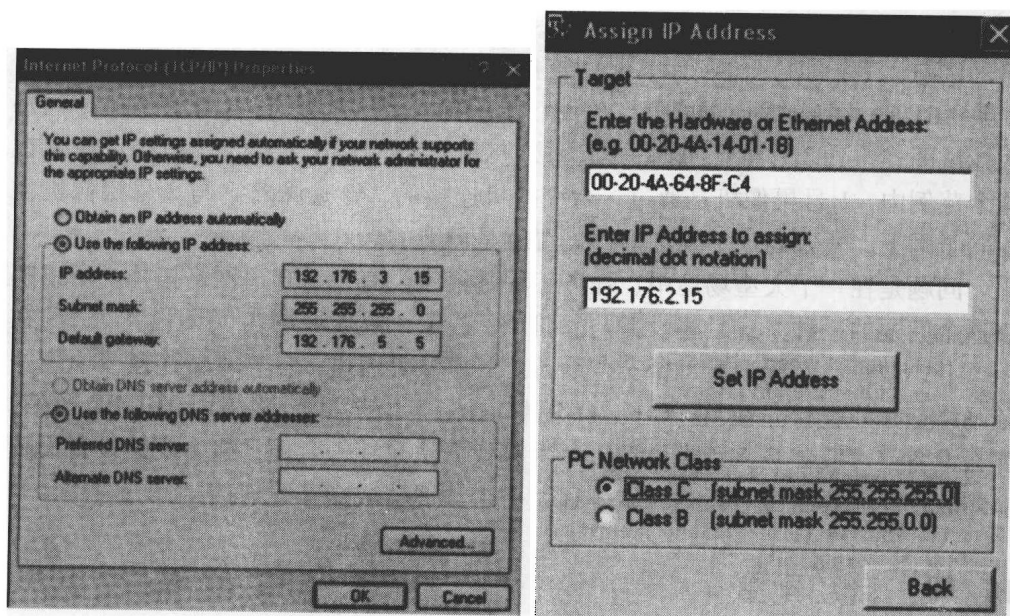 Internet Protocol (TCP/IP) Properties
General
You can get IP settings assigned automatically if your network supports
this capability. Otherwise, you need to ask your network administrator for
the appropriate IP settings.
Obtain an IP address automatically
Use the following IP address:
IP address: 192 . 176 . 3 . 15
Subnet mask: 255 . 255 . 255 . 0
Default gateway: 192 . 176 . 5 . 5
Obtain DNS server address automatically
Use the following DNS server addresses:
Preferred DNS server:
Alternate DNS server:
Advanced...
OK Cancel
Assign IP Address
Target
Enter the Hardware or Ethernet Address:
(e.g. 00-20-4A-14-01-18)
00-20-4A-64-8F-C4
Enter IP Address to assign:
(decimal dot notation)
192.176.2.15
Set IP Address
PC Network Class
Class C (subnet mask 255.255.255.0)
Class B (subnet mask 255.255.0.0)
Back